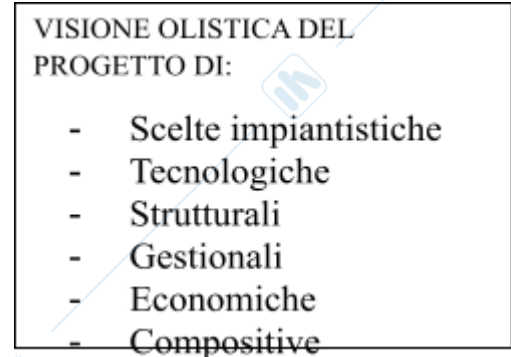 VISIONE OLISTICA DEL
PROGETTO DI:
- Scelte impiantistiche
- Tecnologiche
- Strutturali
- Gestionali
- Economiche
- Compositive